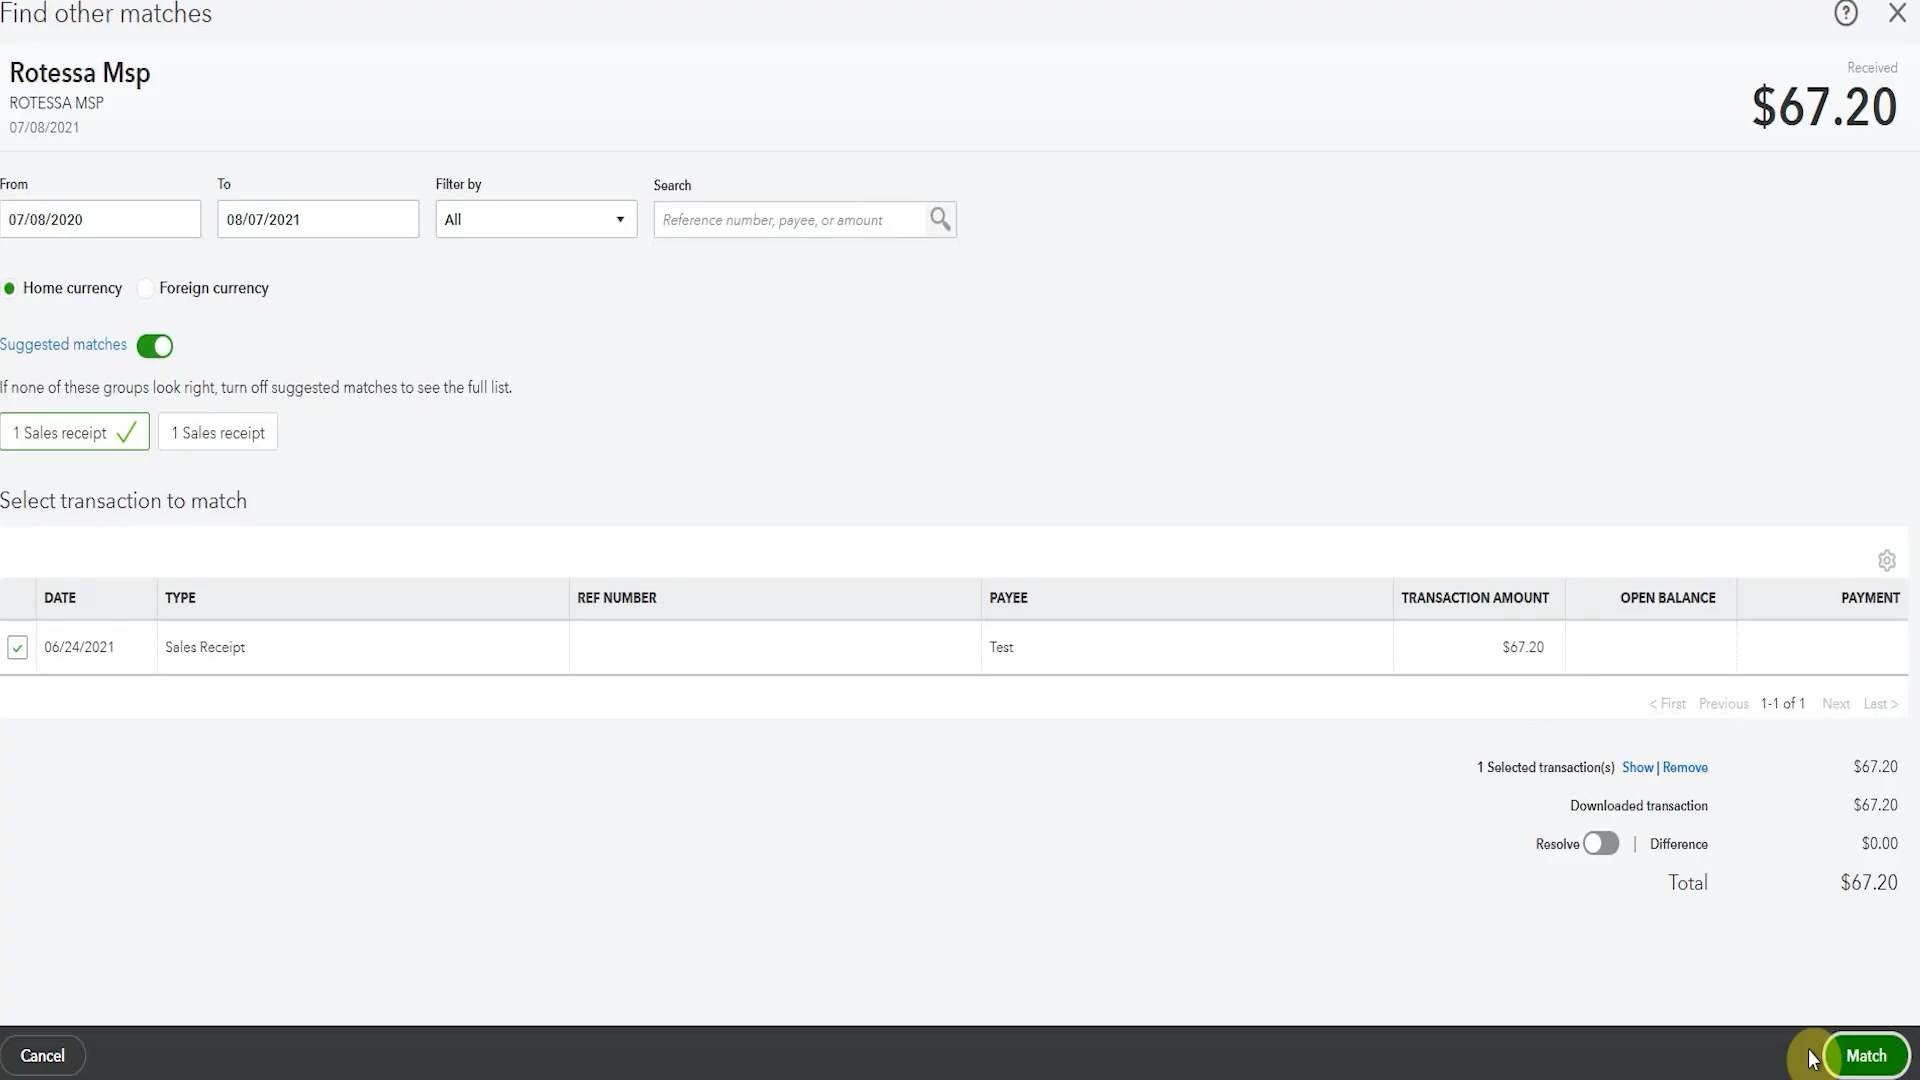 Find other matches
?
Rotessa Msp
ROTESSA MSP
07/08/2021
Received
$67.20
From
To
Filter by
Search
07/08/2020
08/07/2021
All
Reference number, payee, or amount
Home currency
Foreign currency
Suggested matches
If none of these groups look right, turn off suggested matches to see the full list.
1 Sales receipt
1 Sales receipt
Select transaction to match
DATE TYPE REF NUMBER PAYEE TRANSACTION AMOUNT OPEN BALANCE PAYMENT
06/24/2021 Sales Receipt Test $67.20
< First Previous 1-1 of 1 Next Last >
1 Selected transaction(s) Show | Remove $67.20
Downloaded transaction $67.20
Resolve | Difference $0.00
Total $67.20
Cancel
Match